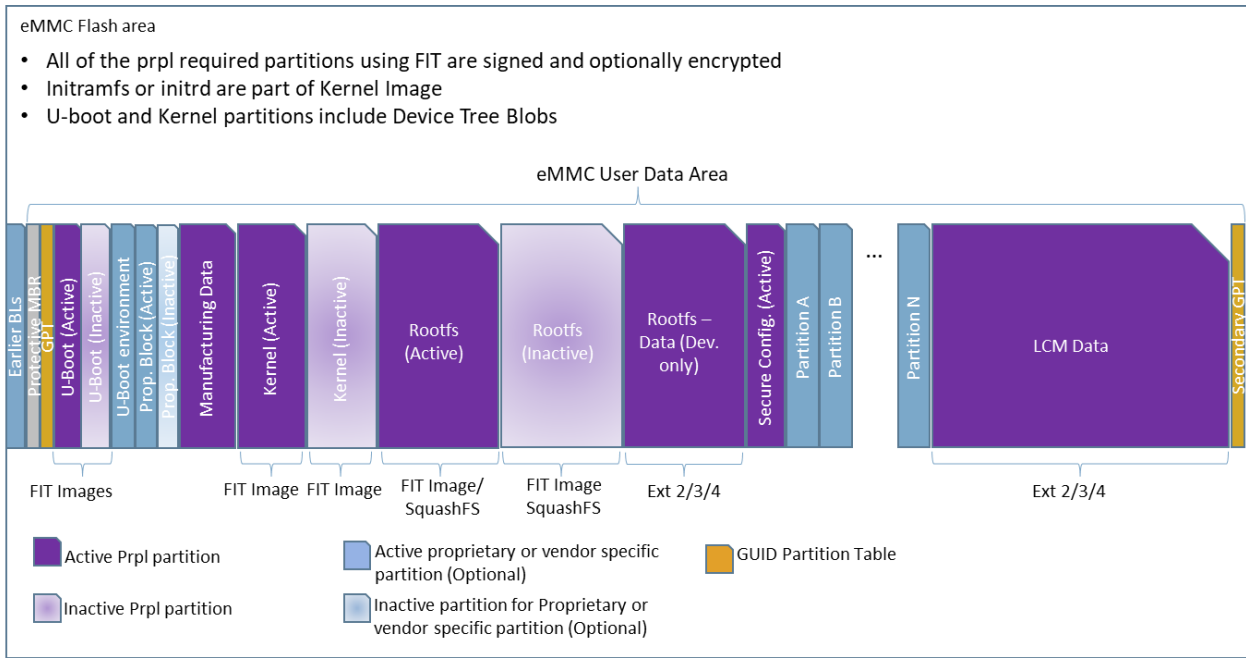 eMMC Flash area
• All of the prpl required partitions using FIT are signed and optionally encrypted
• Initramfs or initrd are part of Kernel Image
• U-boot and Kernel partitions include Device Tree Blobs
eMMC User Data Area
Earlier BLs
Protective MBR
GPT
U-Boot (Active)
U-Boot (Inactive)
U-Boot environment
Prop. Block (Active)
Prop. Block (Inactive)
Manufacturing Data
Kernel (Active)
Kernel (Inactive)
Rootfs
(Active)
Rootfs
(Inactive)
Rootfs –
Data (Dev.
only)
Secure Config. (Active)
Partition A
Partition B
...
Partition N
LCM Data
Secondary GPT
FIT Images
FIT Image
FIT Image
FIT Image/
SquashFS
FIT Image
SquashFS
Ext 2/3/4
Ext 2/3/4
Active Prpl partition
Active proprietary or vendor specific
partition (Optional)
GUID Partition Table
Inactive Prpl partition
Inactive partition for Proprietary or
vendor specific partition (Optional)